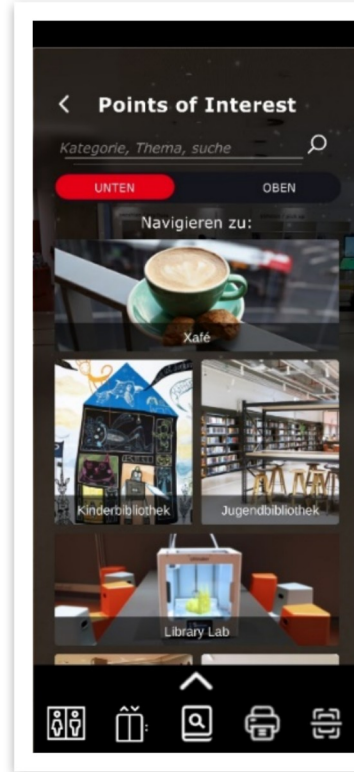 Points of Interest
Kategorie, Thema, suche
UNTEN OBEN
Navigieren zu:
Xafé
Kinderbibliothek Jugendbibliothek
Library Lab